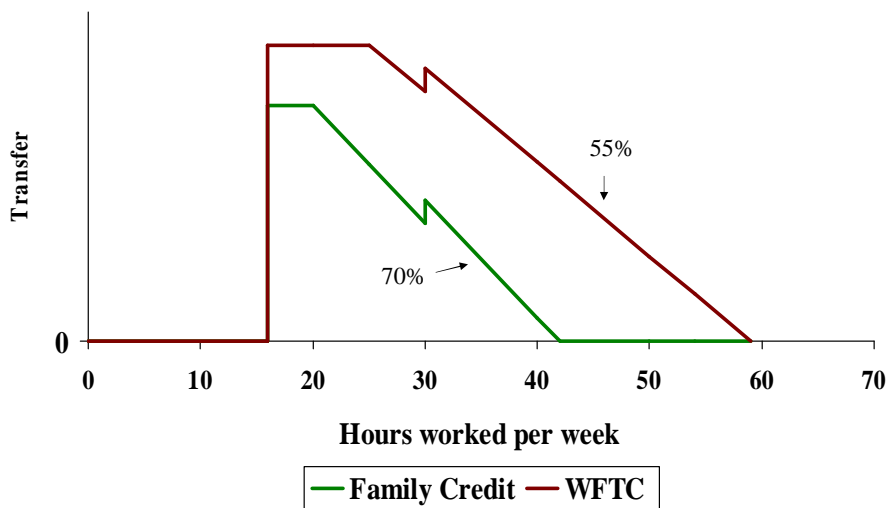 Transfer
55%
70%
0
0 10 20 30 40 50 60 70
Hours worked per week
Family Credit WFTC